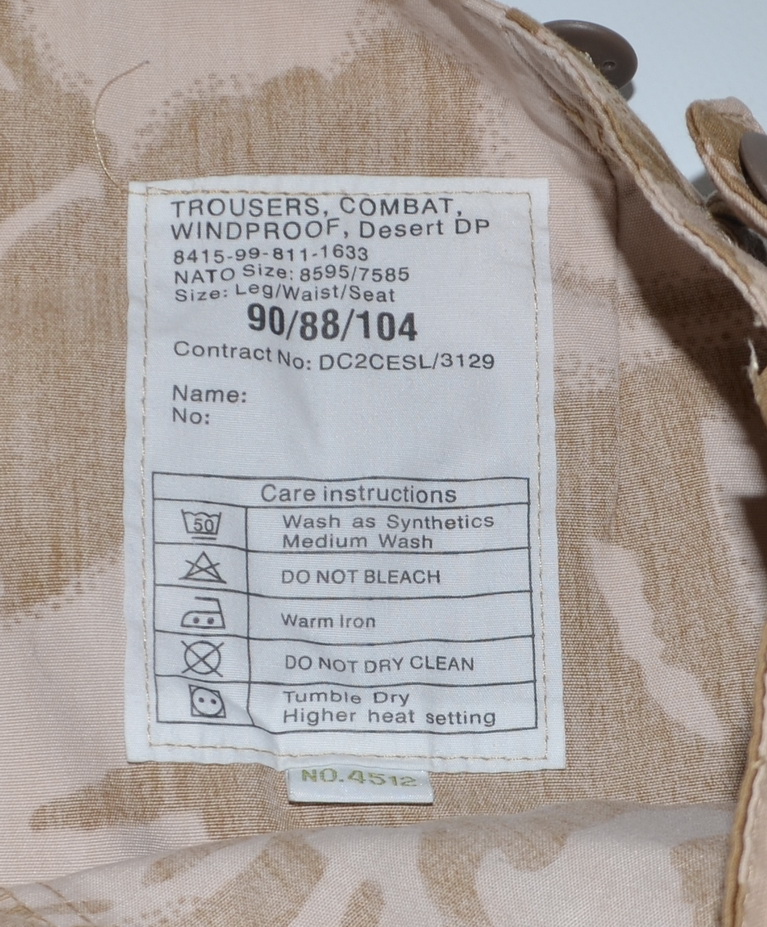 TROUSERS, COMBAT,
WINDPROOF, Desert DP
8415-99-811-1633
NATO Size: 8595/7585
Size: Leg/Waist/Seat
90/88/104
Contract No: DC2CESL/3129
Name:
No:
Care instructions
50
Wash as Synthetics
Medium Wash
DO NOT BLEACH
Warm Iron
DO NOT DRY CLEAN
Tumble Dry
Higher heat setting
NO.4512